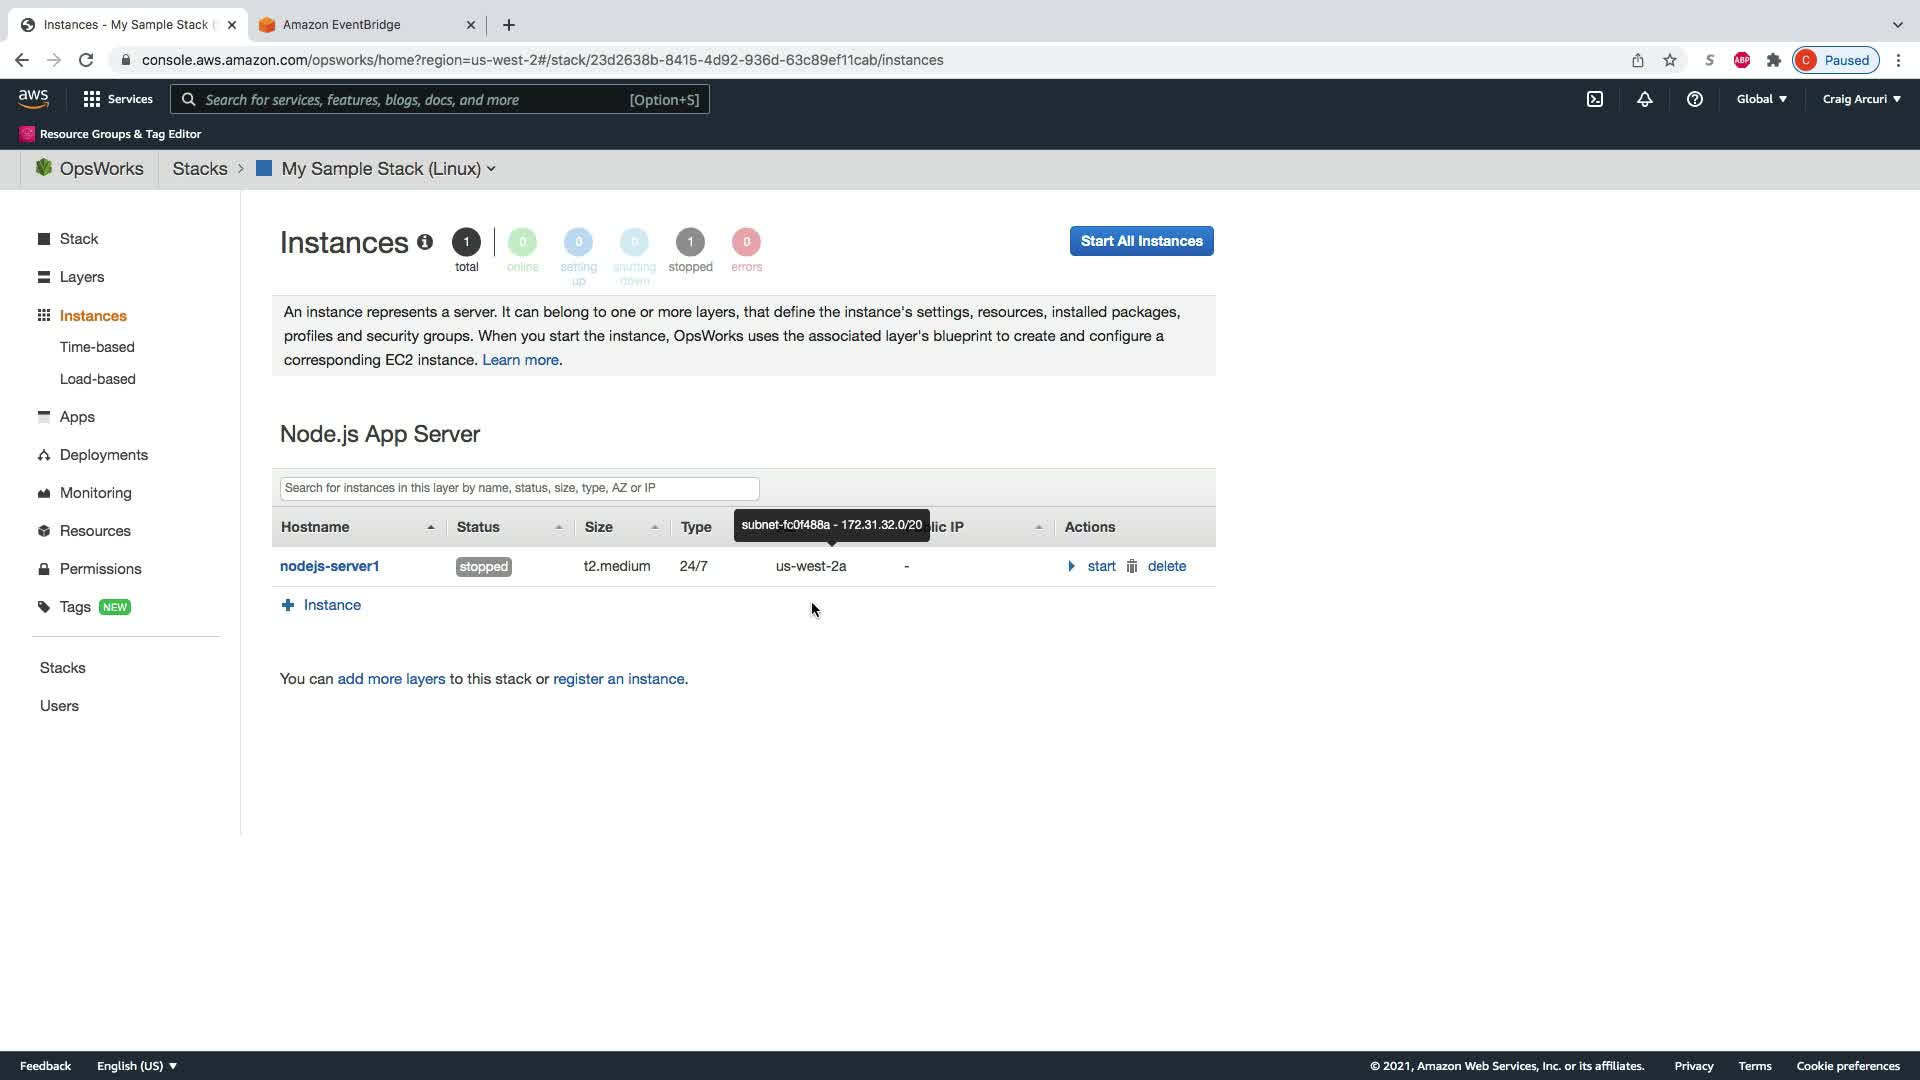 Instances - My Sample Stack (
Amazon EventBridge
console.aws.amazon.com/opsworks/home?region=us-west-2#/stack/23d2638b-8415-4d92-936d-63c89ef11cab/instances
S
ABP
C
Paused
aws
Services
Search for services, features, blogs, docs, and more
[Option+S]
Global
Craig Arcuri
Resource Groups & Tag Editor
OpsWorks
Stacks
My Sample Stack (Linux)
Stack
Layers
Instances
Time-based
Load-based
Apps
Deployments
Monitoring
Resources
Permissions
Tags NEW
Stacks
Users
Instances
1 total
0 online
0 setting up
0 shutting down
1 stopped
0 errors
Start All Instances
An instance represents a server. It can belong to one or more layers, that define the instance's settings, resources, installed packages,
profiles and security groups. When you start the instance, OpsWorks uses the associated layer's blueprint to create and configure a
corresponding EC2 instance. Learn more.
Node.js App Server
Search for instances in this layer by name, status, size, type, AZ or IP
Hostname Status Size Type subnet-fc0f488a - 172.31.32.0/20 blic IP Actions
nodejs-server1 stopped t2.medium 24/7 us-west-2a - start delete
Instance
You can add more layers to this stack or register an instance.
Feedback
English (US)
© 2021, Amazon Web Services, Inc. or its affiliates.
Privacy
Terms
Cookie preferences